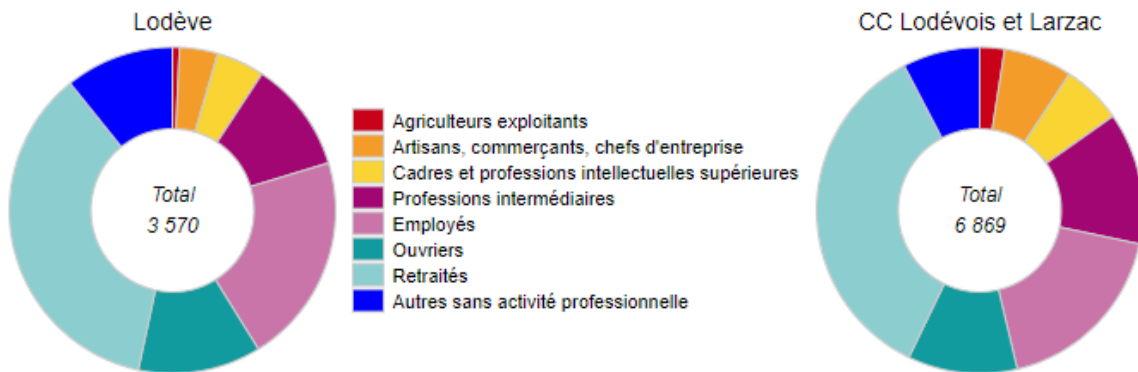 Lodève
CC Lodévois et Larzac
Total
3 570
Agriculteurs exploitants
Artisans, commerçants, chefs d'entreprise
Cadres et professions intellectuelles supérieures
Professions intermédiaires
Employés
Ouvriers
Retraités
Autres sans activité professionnelle
Total
6 869